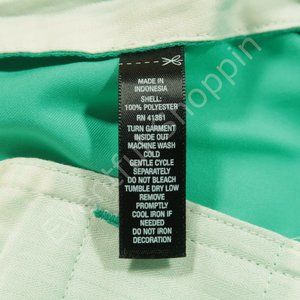 MADE IN
INDONESIA
SHELL:
100% POLYESTER
RN 41381
TURN GARMENT
INSIDE OUT
MACHINE WASH
COLD
GENTLE CYCLE
SEPARATELY
DO NOT BLEACH
TUMBLE DRY LOW
REMOVE
PROMPTLY
COOL IRON IF
NEEDED
DO NOT IRON
DECORATION